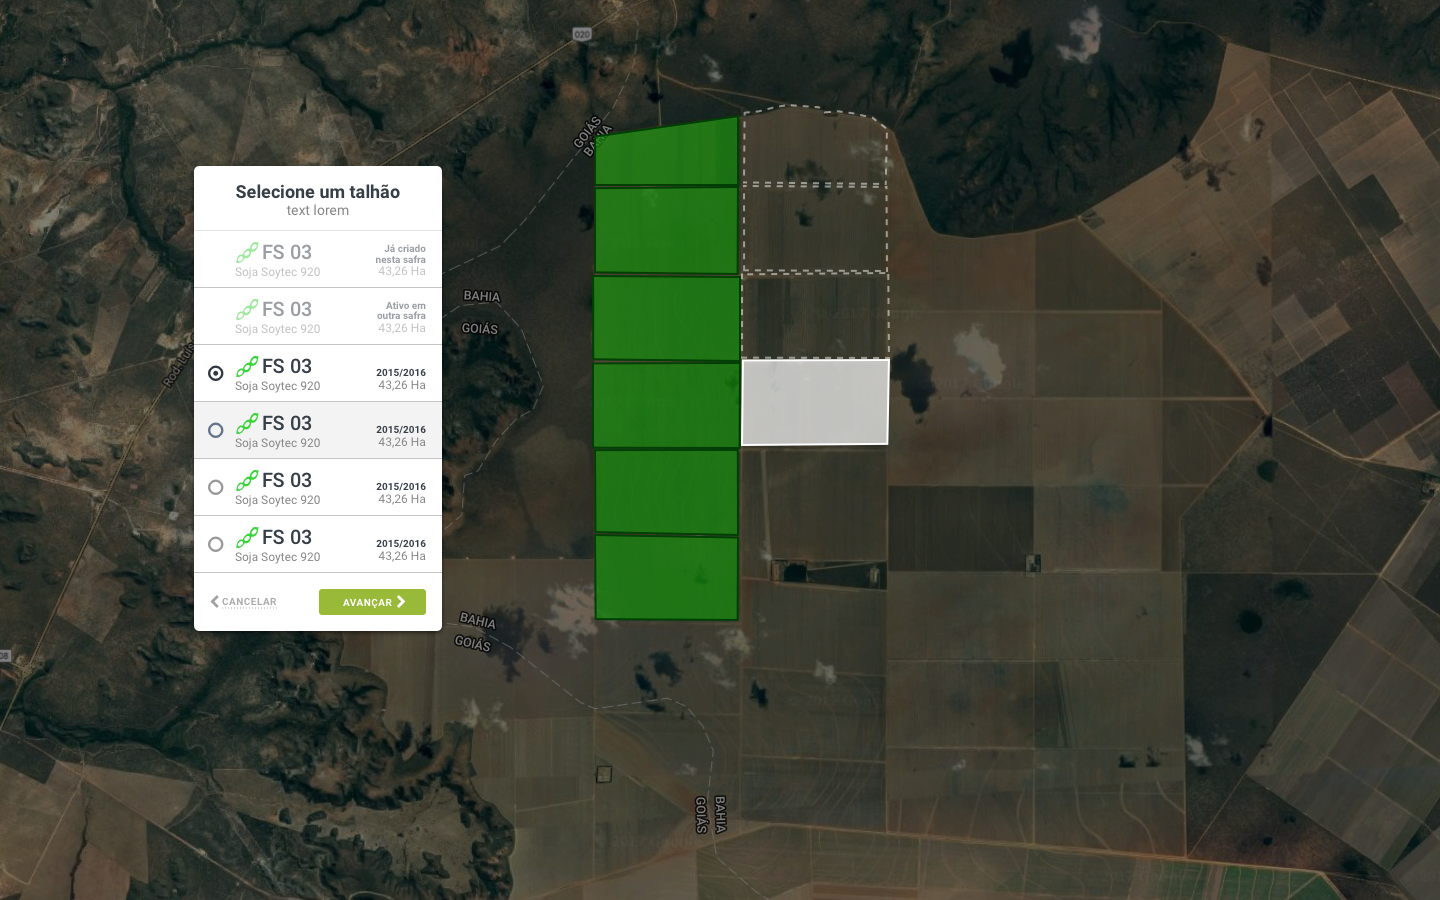 020
GOIÁS
BAHIA
Selecione um talhão
text lorem
FS 03
Já criado
nesta safra
Soja Soytec 920
43,26 Ha
FS 03
Ativo em
outra safra
Soja Soytec 920
43,26 Ha
FS 03
2015/2016
Soja Soytec 920
43,26 Ha
FS 03
2015/2016
Soja Soytec 920
43,26 Ha
FS 03
2015/2016
Soja Soytec 920
43,26 Ha
FS 03
2015/2016
Soja Soytec 920
43,26 Ha
CANCELAR
AVANÇAR
BAHIA
GOIÁS
BAHIA
GOIÁS
GOIÁS
BAHIA